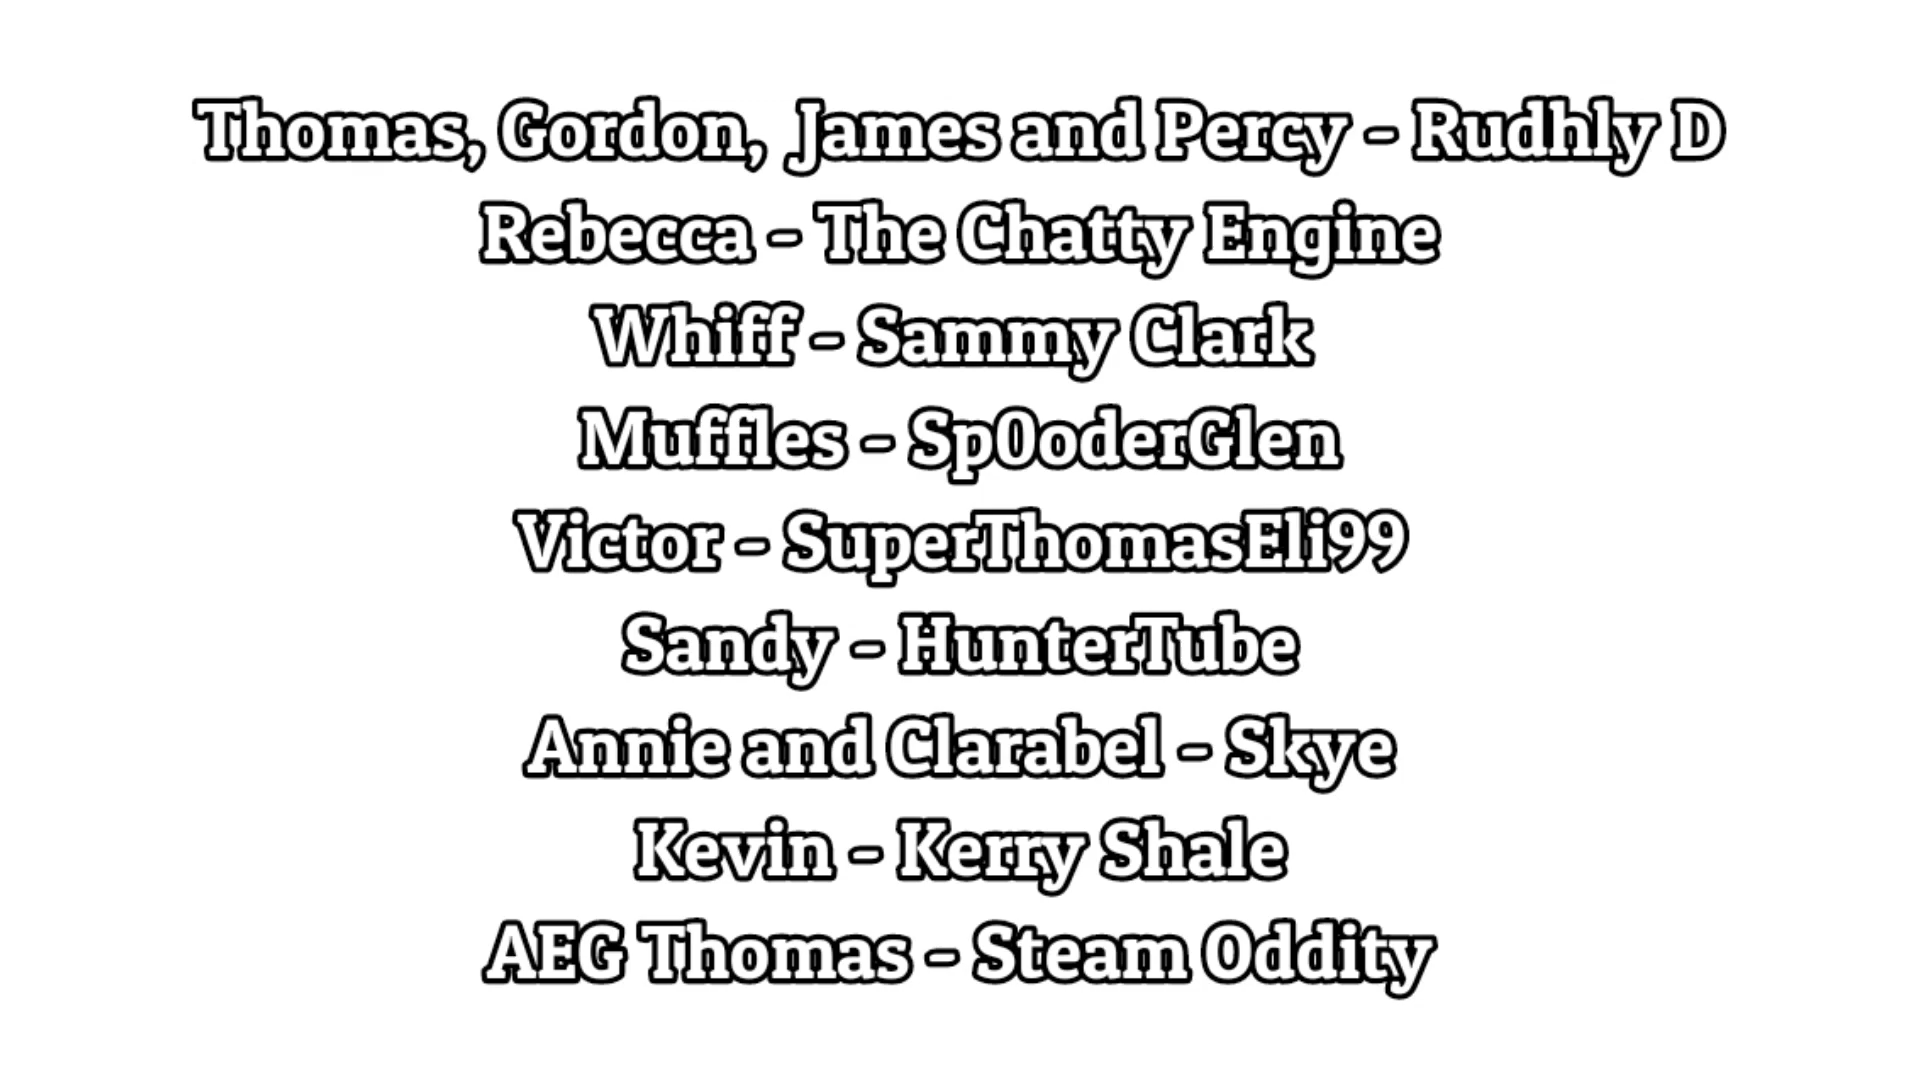 Thomas, Gordon, James and Percy - Rudhly D
Rebecca - The Chatty Engine
Whiff - Sammy Clark
Muffles - Sp0oderGlen
Victor - SuperThomasEli99
Sandy - HunterTube
Annie and Clarabel - Skye
Kevin - Kerry Shale
AEG Thomas - Steam Oddity